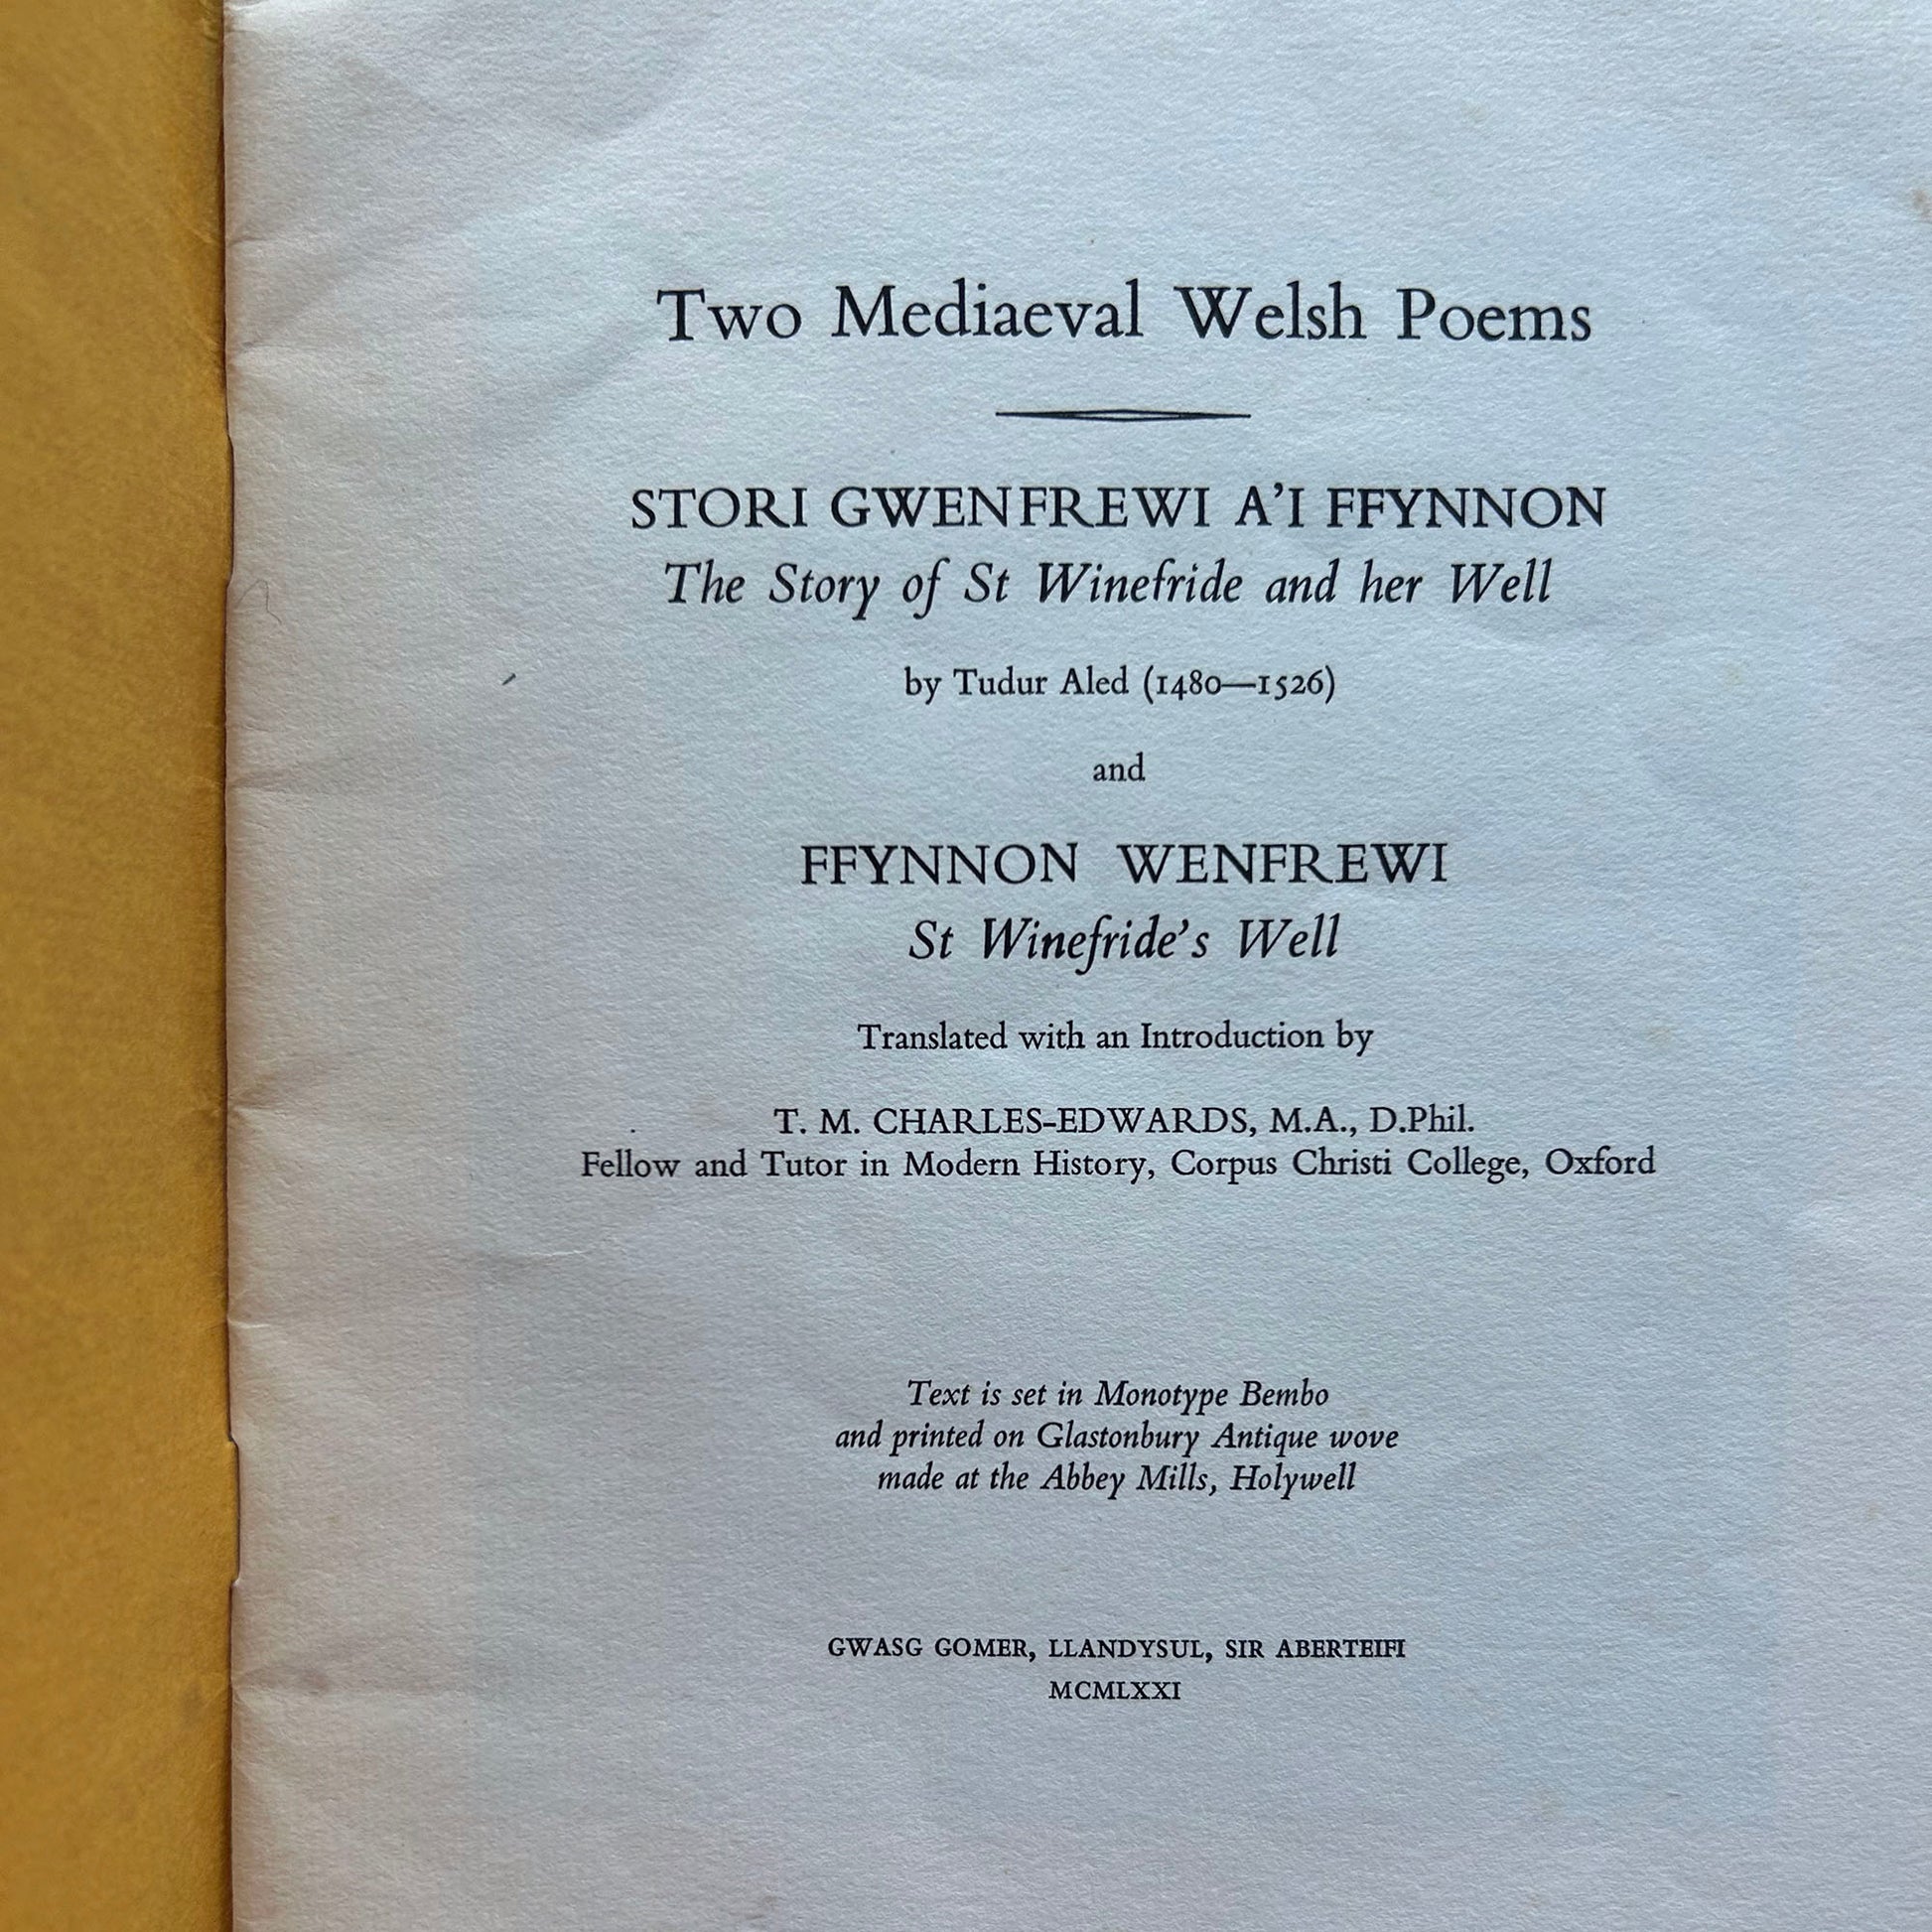 Two Mediaeval Welsh Poems
STORI GWENFREWI A'I FFYNNON
The Story of St Winefride and her Well
by Tudur Aled (1480—1526)
and
FFYNNON WENFREWI
St Winefride's Well
Translated with an Introduction by
T. M. CHARLES-EDWARDS, M.A., D.Phil.
Fellow and Tutor in Modern History, Corpus Christi College, Oxford
Text is set in Monotype Bembo
and printed on Glastonbury Antique wove
made at the Abbey Mills, Holywell
GWASG GOMER, LLANDYSUL, SIR ABERTEIFI
MCMLXXI